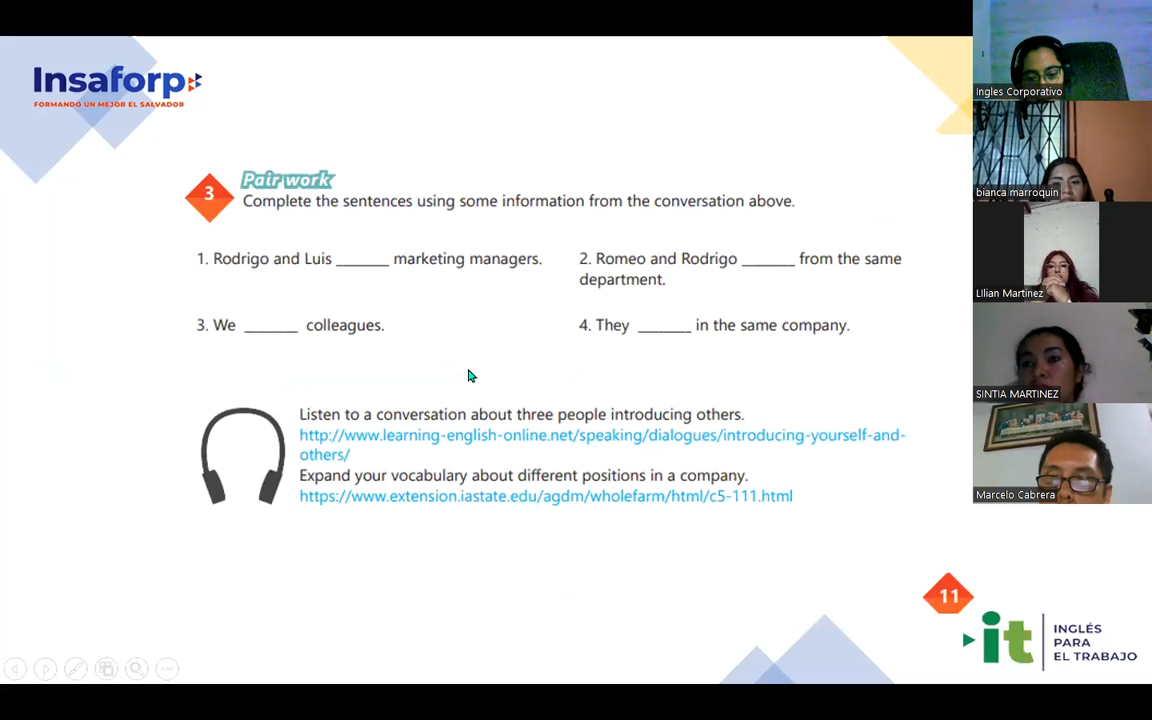 Insaforp
FORMANDO UN MEJOR EL SALVADOR
3
Pair work
Complete the sentences using some information from the conversation above.
1. Rodrigo and Luis _______ marketing managers.
2. Romeo and Rodrigo _______ from the same
department.
3. We _______ colleagues.
4. They _______ in the same company.
Listen to a conversation about three people introducing others.
http://www.learning-english-online.net/speaking/dialogues/introducing-yourself-and-
others/
Expand your vocabulary about different positions in a company.
https://www.extension.iastate.edu/agdm/wholefarm/html/c5-111.html
11
it
INGLÉS
PARA
EL TRABAJO
Ingles Corporativo
bianca marroquin
LIlian Martinez
SINTIA MARTINEZ
Marcelo Cabrera